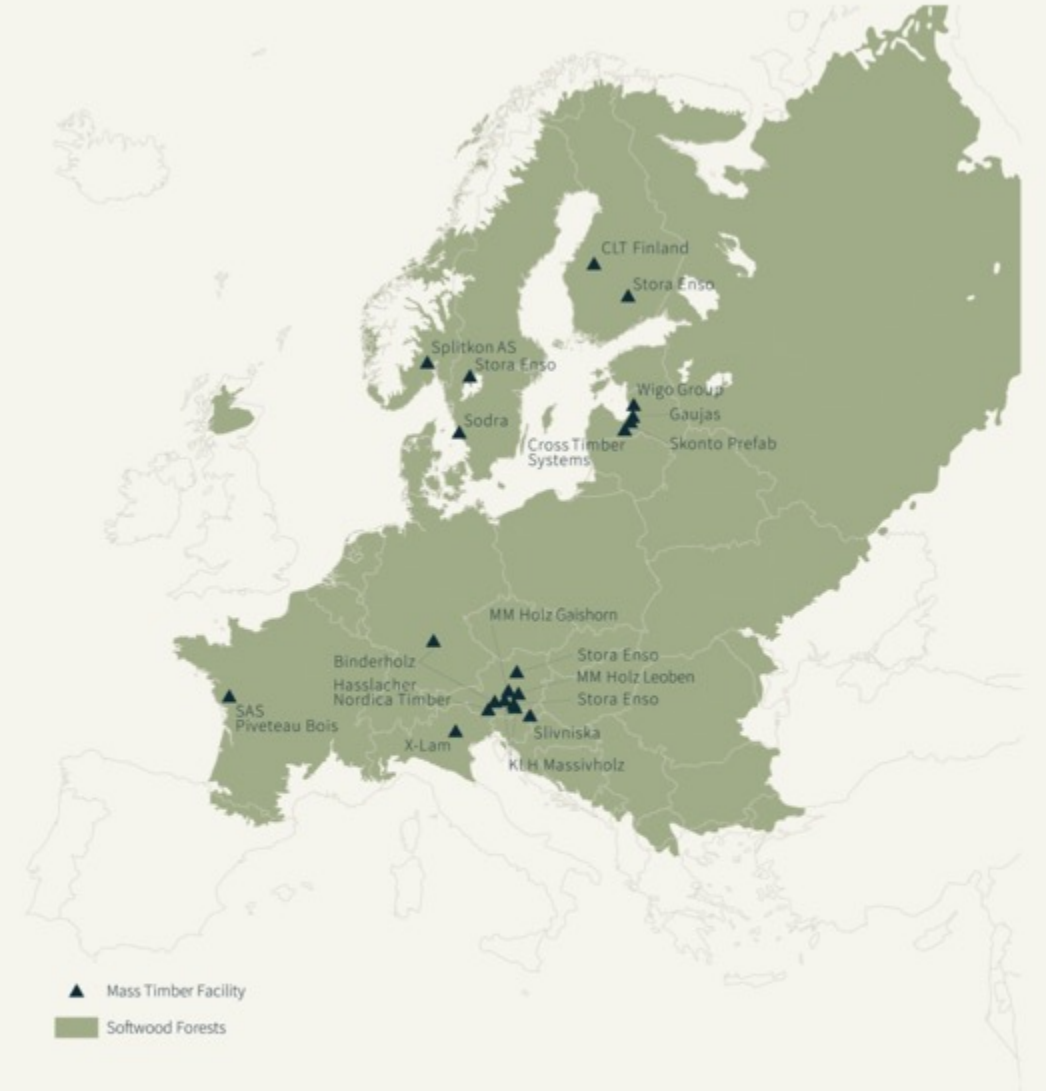 CLT Finland
Stora Enso
Splitkon AS
Stora Enso
Wigo Group
Gaujas
Sodra
Cross Timber
Systems
Skonto Prefab
MM Holz Gaishorn
Binderholz
Stora Enso
MM Holz Leoben
Hasslacher
Nordica Timber
Stora Enso
SAS
Piveteau Bois
Slivniska
X-Lam
KLH Massivholz
Mass Timber Facility
Softwood Forests